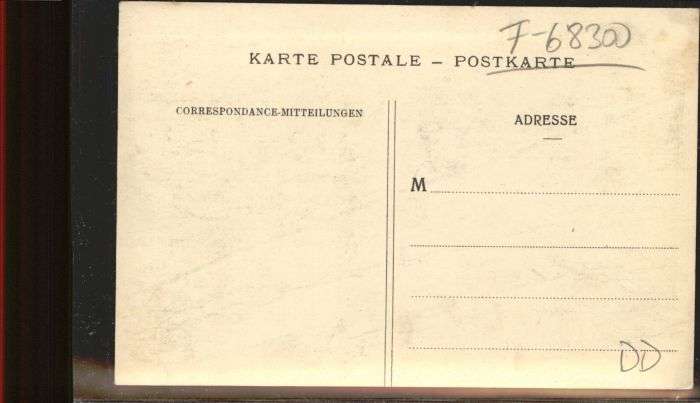 F-68300
KARTE POSTALE – POSTKARTE
CORRESPONDANCE-MITTEILUNGEN
ADRESSE
M
DD